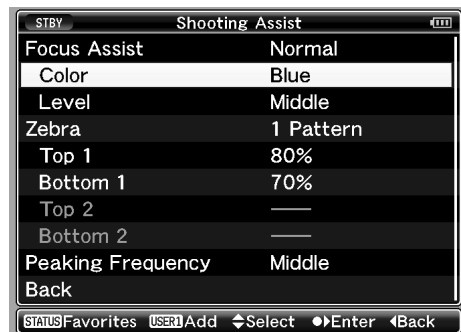 STBY Shooting Assist
Focus Assist Normal
Color Blue
Level Middle
Zebra 1 Pattern
Top 1 80%
Bottom 1 70%
Top 2 ——
Bottom 2 ——
Peaking Frequency Middle
Back
STATUS Favorites USER1 Add Select Enter Back